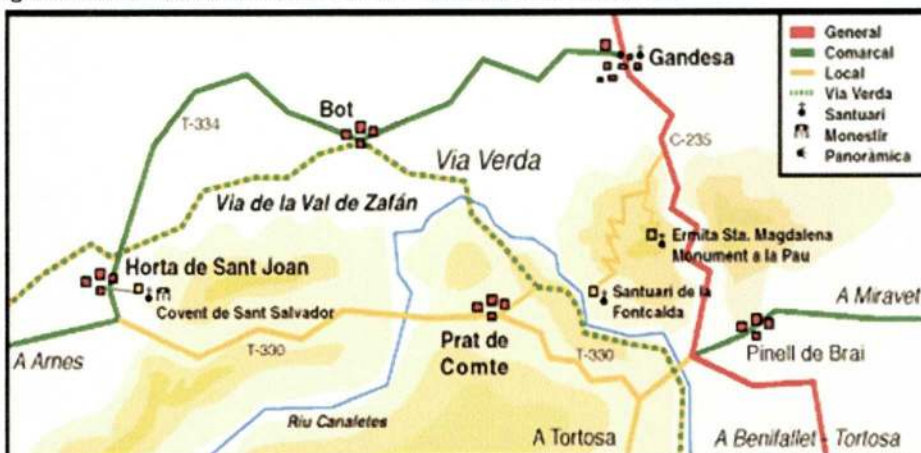 General
Comarcal
Local
Via Verda
Santuari
Monestir
Panoràmica
Gandesa
Bot
T-334
C-235
Via Verda
Via de la Val de Zafán
Ermita Sta. Magdalena
Monument a la Pau
Horta de Sant Joan
Covent de Sant Salvador
Santuari de la
Fontcalda
A Miravet
Prat de
Comte
T-330
T-330
Pinell de Brai
A Arnes
Riu Canaletes
A Tortosa
A Benifallet - Tortosa